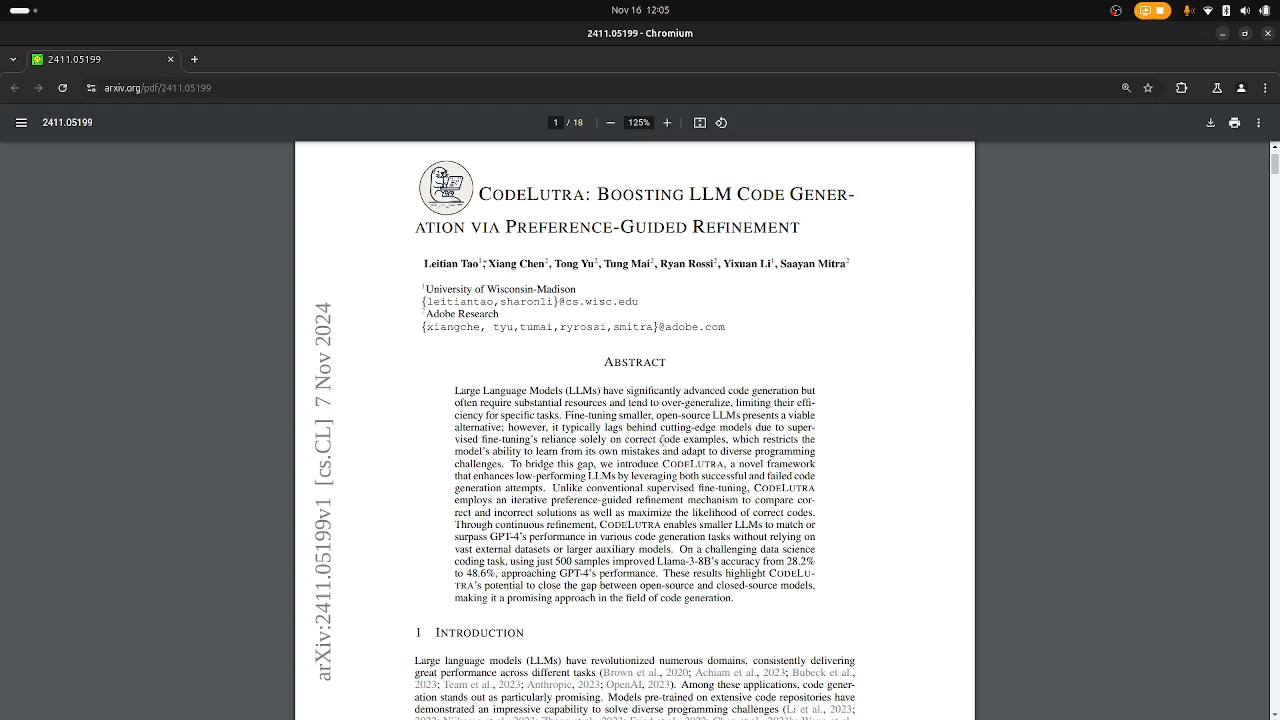 Nov 16 12:05
2411.05199 - Chromium
2411.05199
arxiv.org/pdf/2411.05199
2411.05199
1 / 18
125%
CODELUTRA: BOOSTING LLM CODE GENER-
ATION VIA PREFERENCE-GUIDED REFINEMENT
Leitian Tao1*, Xiang Chen2, Tong Yu2, Tung Mai2, Ryan Rossi2, Yixuan Li1, Saayan Mitra2
1University of Wisconsin-Madison
{leitiantao,sharonli}@cs.wisc.edu
2Adobe Research
{xiangche, tyu,tumai,ryrossi,smitra}@adobe.com
arXiv:2411.05199v1 [cs.CL] 7 Nov 2024
ABSTRACT
Large Language Models (LLMs) have significantly advanced code generation but
often require substantial resources and tend to over-generalize, limiting their effi-
ciency for specific tasks. Fine-tuning smaller, open-source LLMs presents a viable
alternative; however, it typically lags behind cutting-edge models due to super-
vised fine-tuning's reliance solely on correct code examples, which restricts the
model's ability to learn from its own mistakes and adapt to diverse programming
challenges. To bridge this gap, we introduce CODELUTRA, a novel framework
that enhances low-performing LLMs by leveraging both successful and failed code
generation attempts. Unlike conventional supervised fine-tuning, CODELUTRA
employs an iterative preference-guided refinement mechanism to compare cor-
rect and incorrect solutions as well as maximize the likelihood of correct codes.
Through continuous refinement, CODELUTRA enables smaller LLMs to match or
surpass GPT-4's performance in various code generation tasks without relying on
vast external datasets or larger auxiliary models. On a challenging data science
coding task, using just 500 samples improved Llama-3-8B's accuracy from 28.2%
to 48.6%, approaching GPT-4's performance. These results highlight CODELU-
TRA's potential to close the gap between open-source and closed-source models,
making it a promising approach in the field of code generation.
1 INTRODUCTION
Large language models (LLMs) have revolutionized numerous domains, consistently delivering
great performance across different tasks (Brown et al., 2020; Achiam et al., 2023; Bubeck et al.,
2023; Team et al., 2023; Anthropic, 2023; OpenAI, 2023). Among these applications, code gener-
ation stands out as particularly promising. Models pre-trained on extensive code repositories have
demonstrated an impressive capability to solve diverse programming challenges (Li et al., 2023;